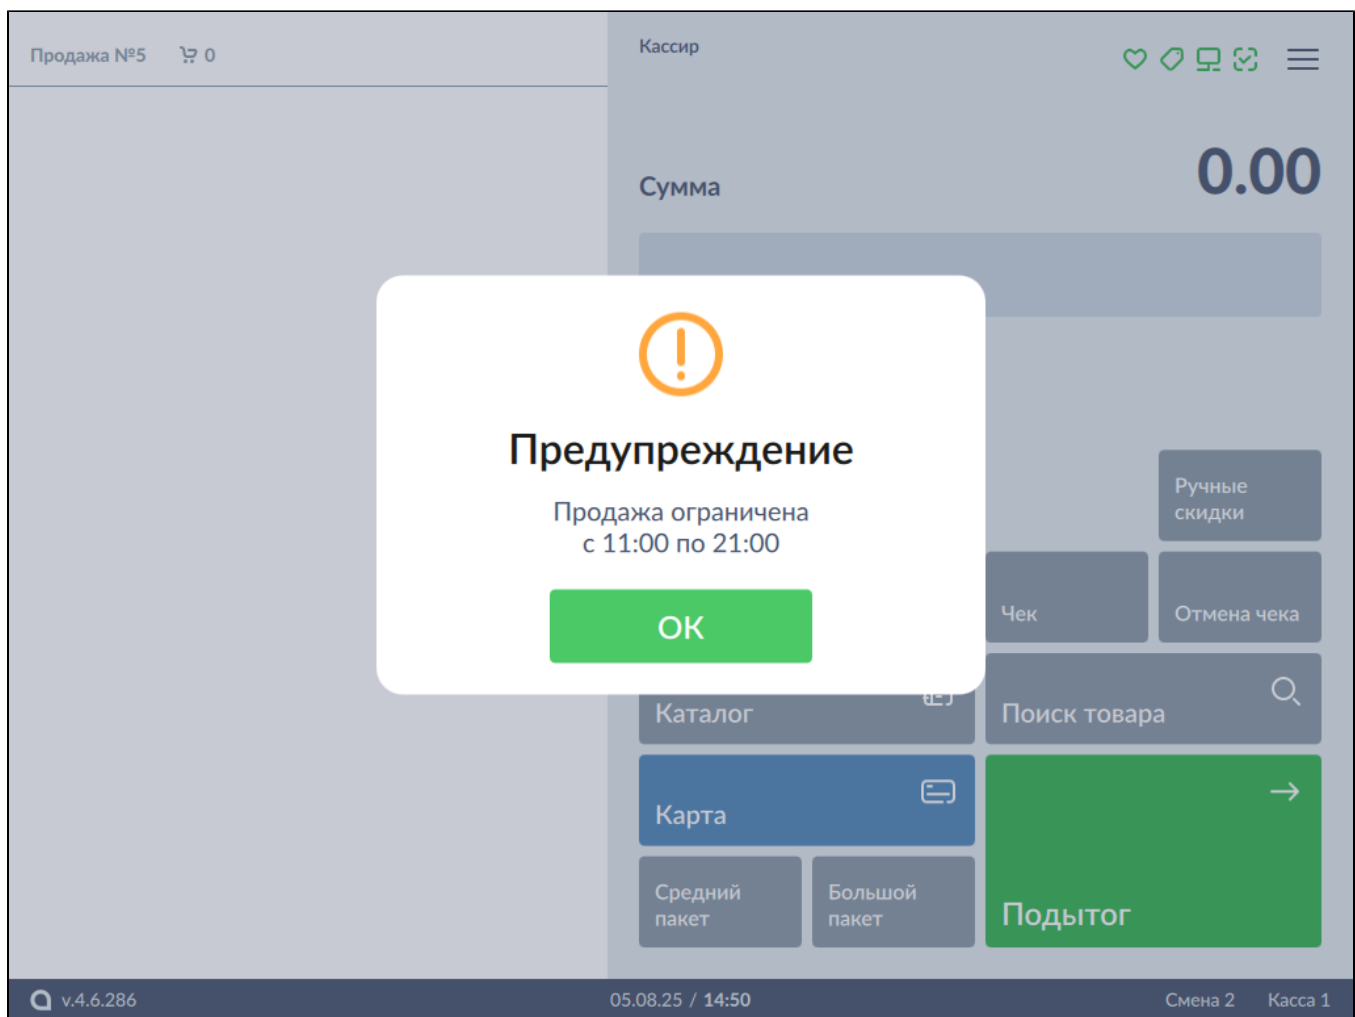 Продажа №5 0
Кассир
Сумма
0.00
Предупреждение
Продажа ограничена
с 11:00 по 21:00
ОК
Ручные
скидки
Чек
Отмена чека
Каталог
Поиск товара
Карта
Средний
пакет
Большой
пакет
Подытог
v.4.6.286
05.08.25 / 14:50
Смена 2
Касса 1